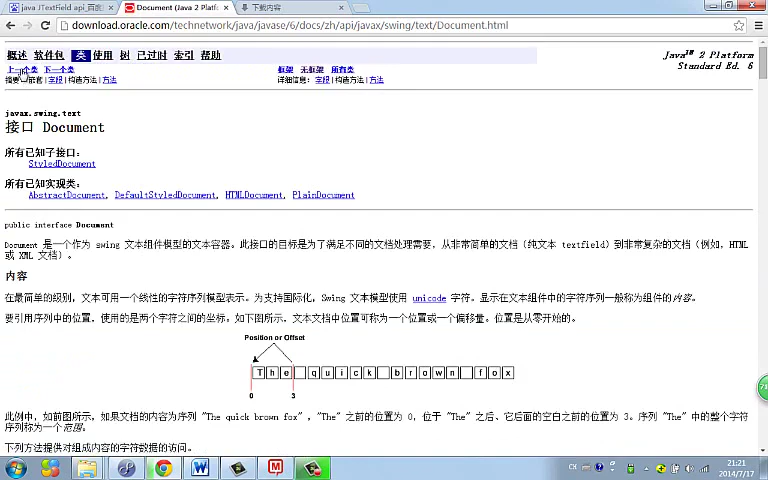 java JTextField api_百度
Document (Java 2 Platf
下载内容
download.oracle.com/technetwork/java/javase/6/docs/zh/api/javax/swing/text/Document.html
概述 软件包 类 使用 树 已过时 索引 帮助
Java™ 2 Platform
Standard Ed. 6
上一个类 下一个类
框架 无框架 所有类
摘要: 嵌套 | 字段 | 构造方法 | 方法
详细信息: 字段 | 构造方法 | 方法
javax.swing.text
接口 Document
所有已知子接口:
StyledDocument
所有已知实现类:
AbstractDocument, DefaultStyledDocument, HTMLDocument, PlainDocument
public interface Document
Document 是一个作为 swing 文本组件模型的文本容器。此接口的目标是为了满足不同的文档处理需要，从非常简单的文档（纯文本 textfield）到非常复杂的文档（例如，HTML
或 XML 文档）。
内容
在最简单的级别，文本可用一个线性的字符序列模型表示。为支持国际化，Swing 文本模型使用 unicode 字符。显示在文本组件中的字符序列一般称为组件的内容。
要引用序列中的位置，使用的是两个字符之间的坐标。如下图所示，文本文档中位置可称为一个位置或一个偏移量。位置是从零开始的。
Position or Offset
The quick brown fox
0 3
此例中，如前图所示，如果文档的内容为序列 "The quick brown fox" ，"The" 之前的位置为 0，位于 "The" 之后、它后面的空白之前的位置为 3。序列 "The" 中的整个字符
序列称为一个范围。
下列方法提供对组成内容的字符数据的访问。
71
CH
21:21
2014/7/17